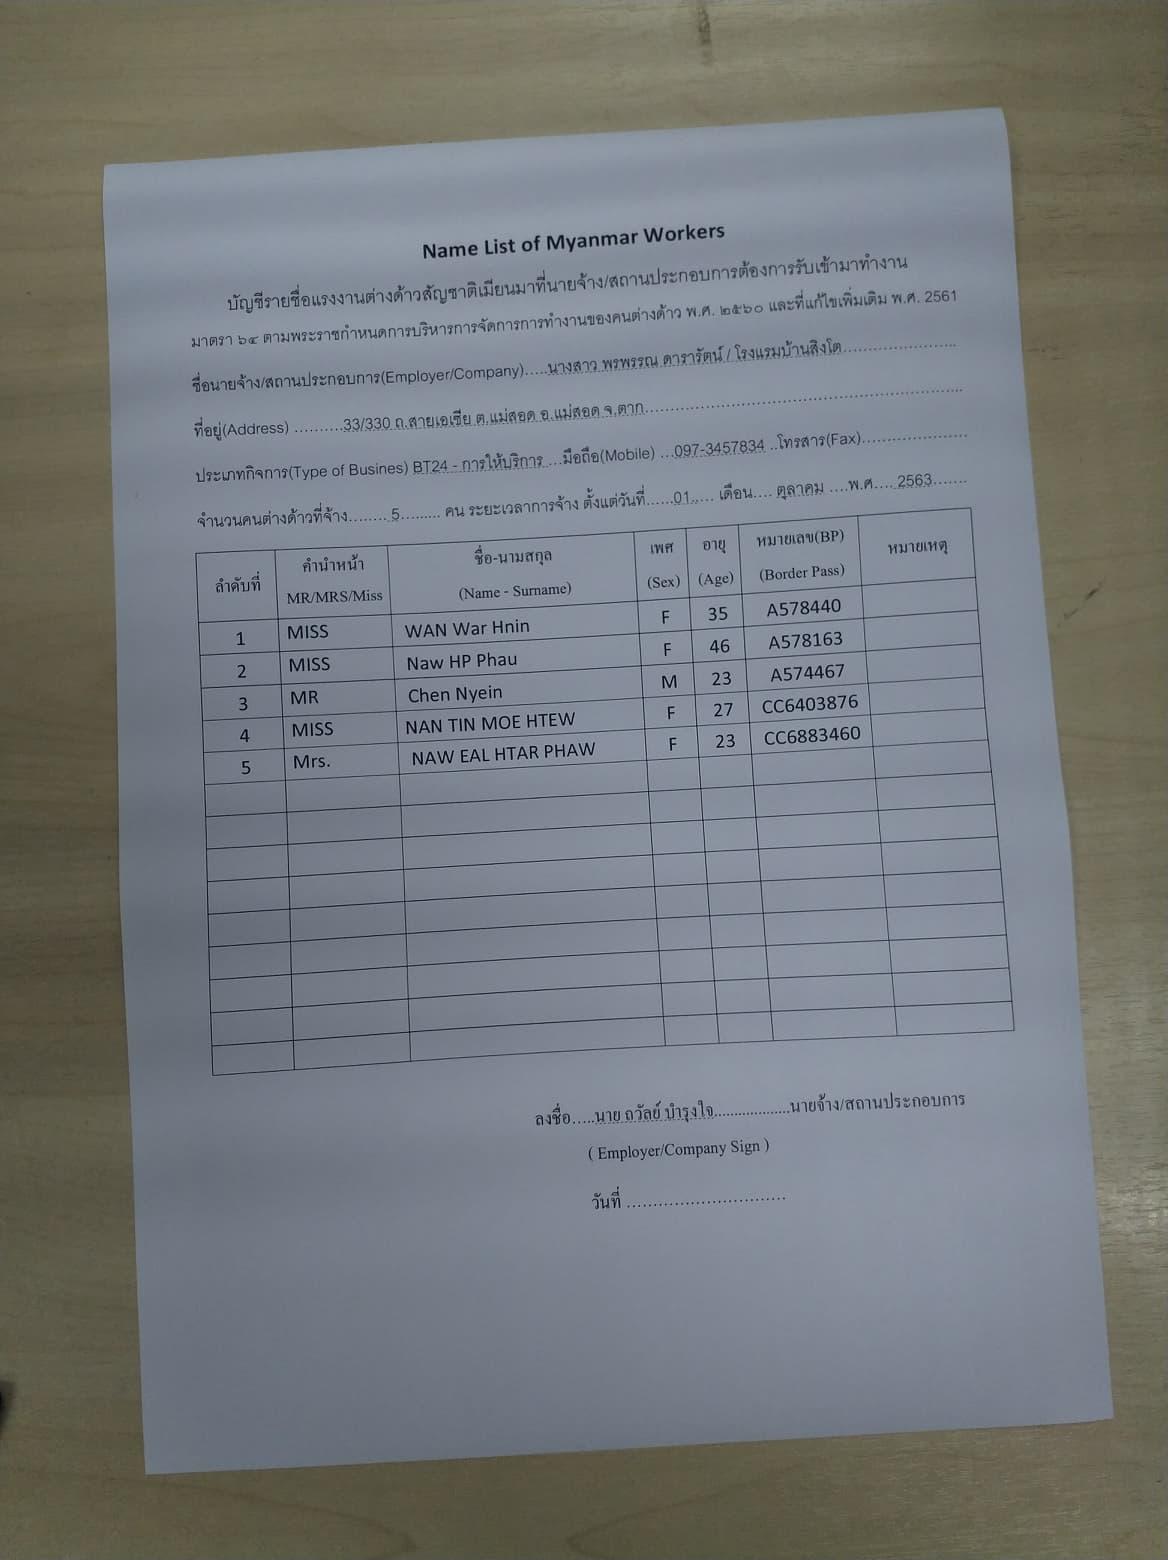 Name List of Myanmar Workers
บัญชีรายชื่อแรงงานต่างด้าวสัญชาติเมียนมาที่นายจ้าง/สถานประกอบการต้องการรับเข้ามาทำงาน
มาตรา ๖๔ ตามพระราชกำหนดการบริหารการจัดการการทำงานของคนต่างด้าว พ.ศ. ๒๕๖๐ และที่แก้ไขเพิ่มเติม พ.ศ. 2561
ชื่อนายจ้าง/สถานประกอบการ(Employer/Company).....นางสาว พรพรรณ ดารารัตน์ / โรงแรมบ้านสิงโต......................
ที่อยู่(Address) ..........33/330 ถ.สายเอเซีย ต.แม่สอด อ.แม่สอด จ.ตาก..............................................................
ประเภทกิจการ(Type of Busines) BT24 - การให้บริการ ...มือถือ(Mobile) ...097-3457834 ..โทรสาร(Fax).....................
จำนวนคนต่างด้าวที่จ้าง........ 5......... คน ระยะเวลาการจ้าง ตั้งแต่วันที่......01..... เดือน.... ตุลาคม ....พ.ศ.... 2563.......
ลำดับที่ คำนำหน้า MR/MRS/Miss ชื่อ-นามสกุล (Name - Surname) เพศ (Sex) อายุ (Age) หมายเลข(BP) (Border Pass) หมายเหตุ
1 MISS WAN War Hnin F 35 A578440
2 MISS Naw HP Phau F 46 A578163
3 MR Chen Nyein M 23 A574467
4 MISS NAN TIN MOE HTEW F 27 CC6403876
5 Mrs. NAW EAL HTAR PHAW F 23 CC6883460
ลงชื่อ.....นาย ถวัลย์ บำรุงใจ...................นายจ้าง/สถานประกอบการ
( Employer/Company Sign )
วันที่ ..............................